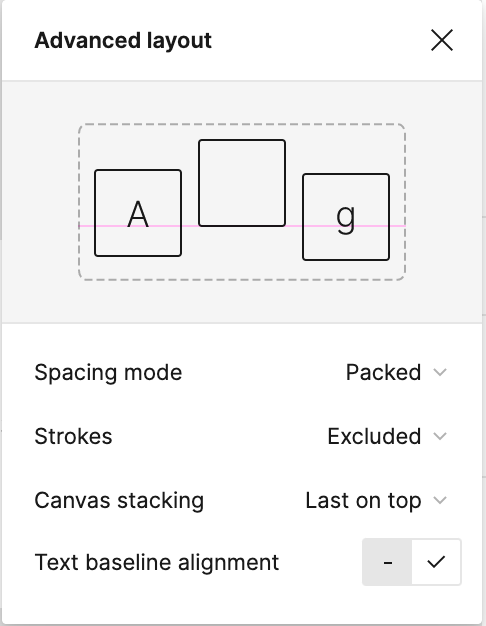 Advanced layout
A
g
Spacing mode Packed
Strokes Excluded
Canvas stacking Last on top
Text baseline alignment -